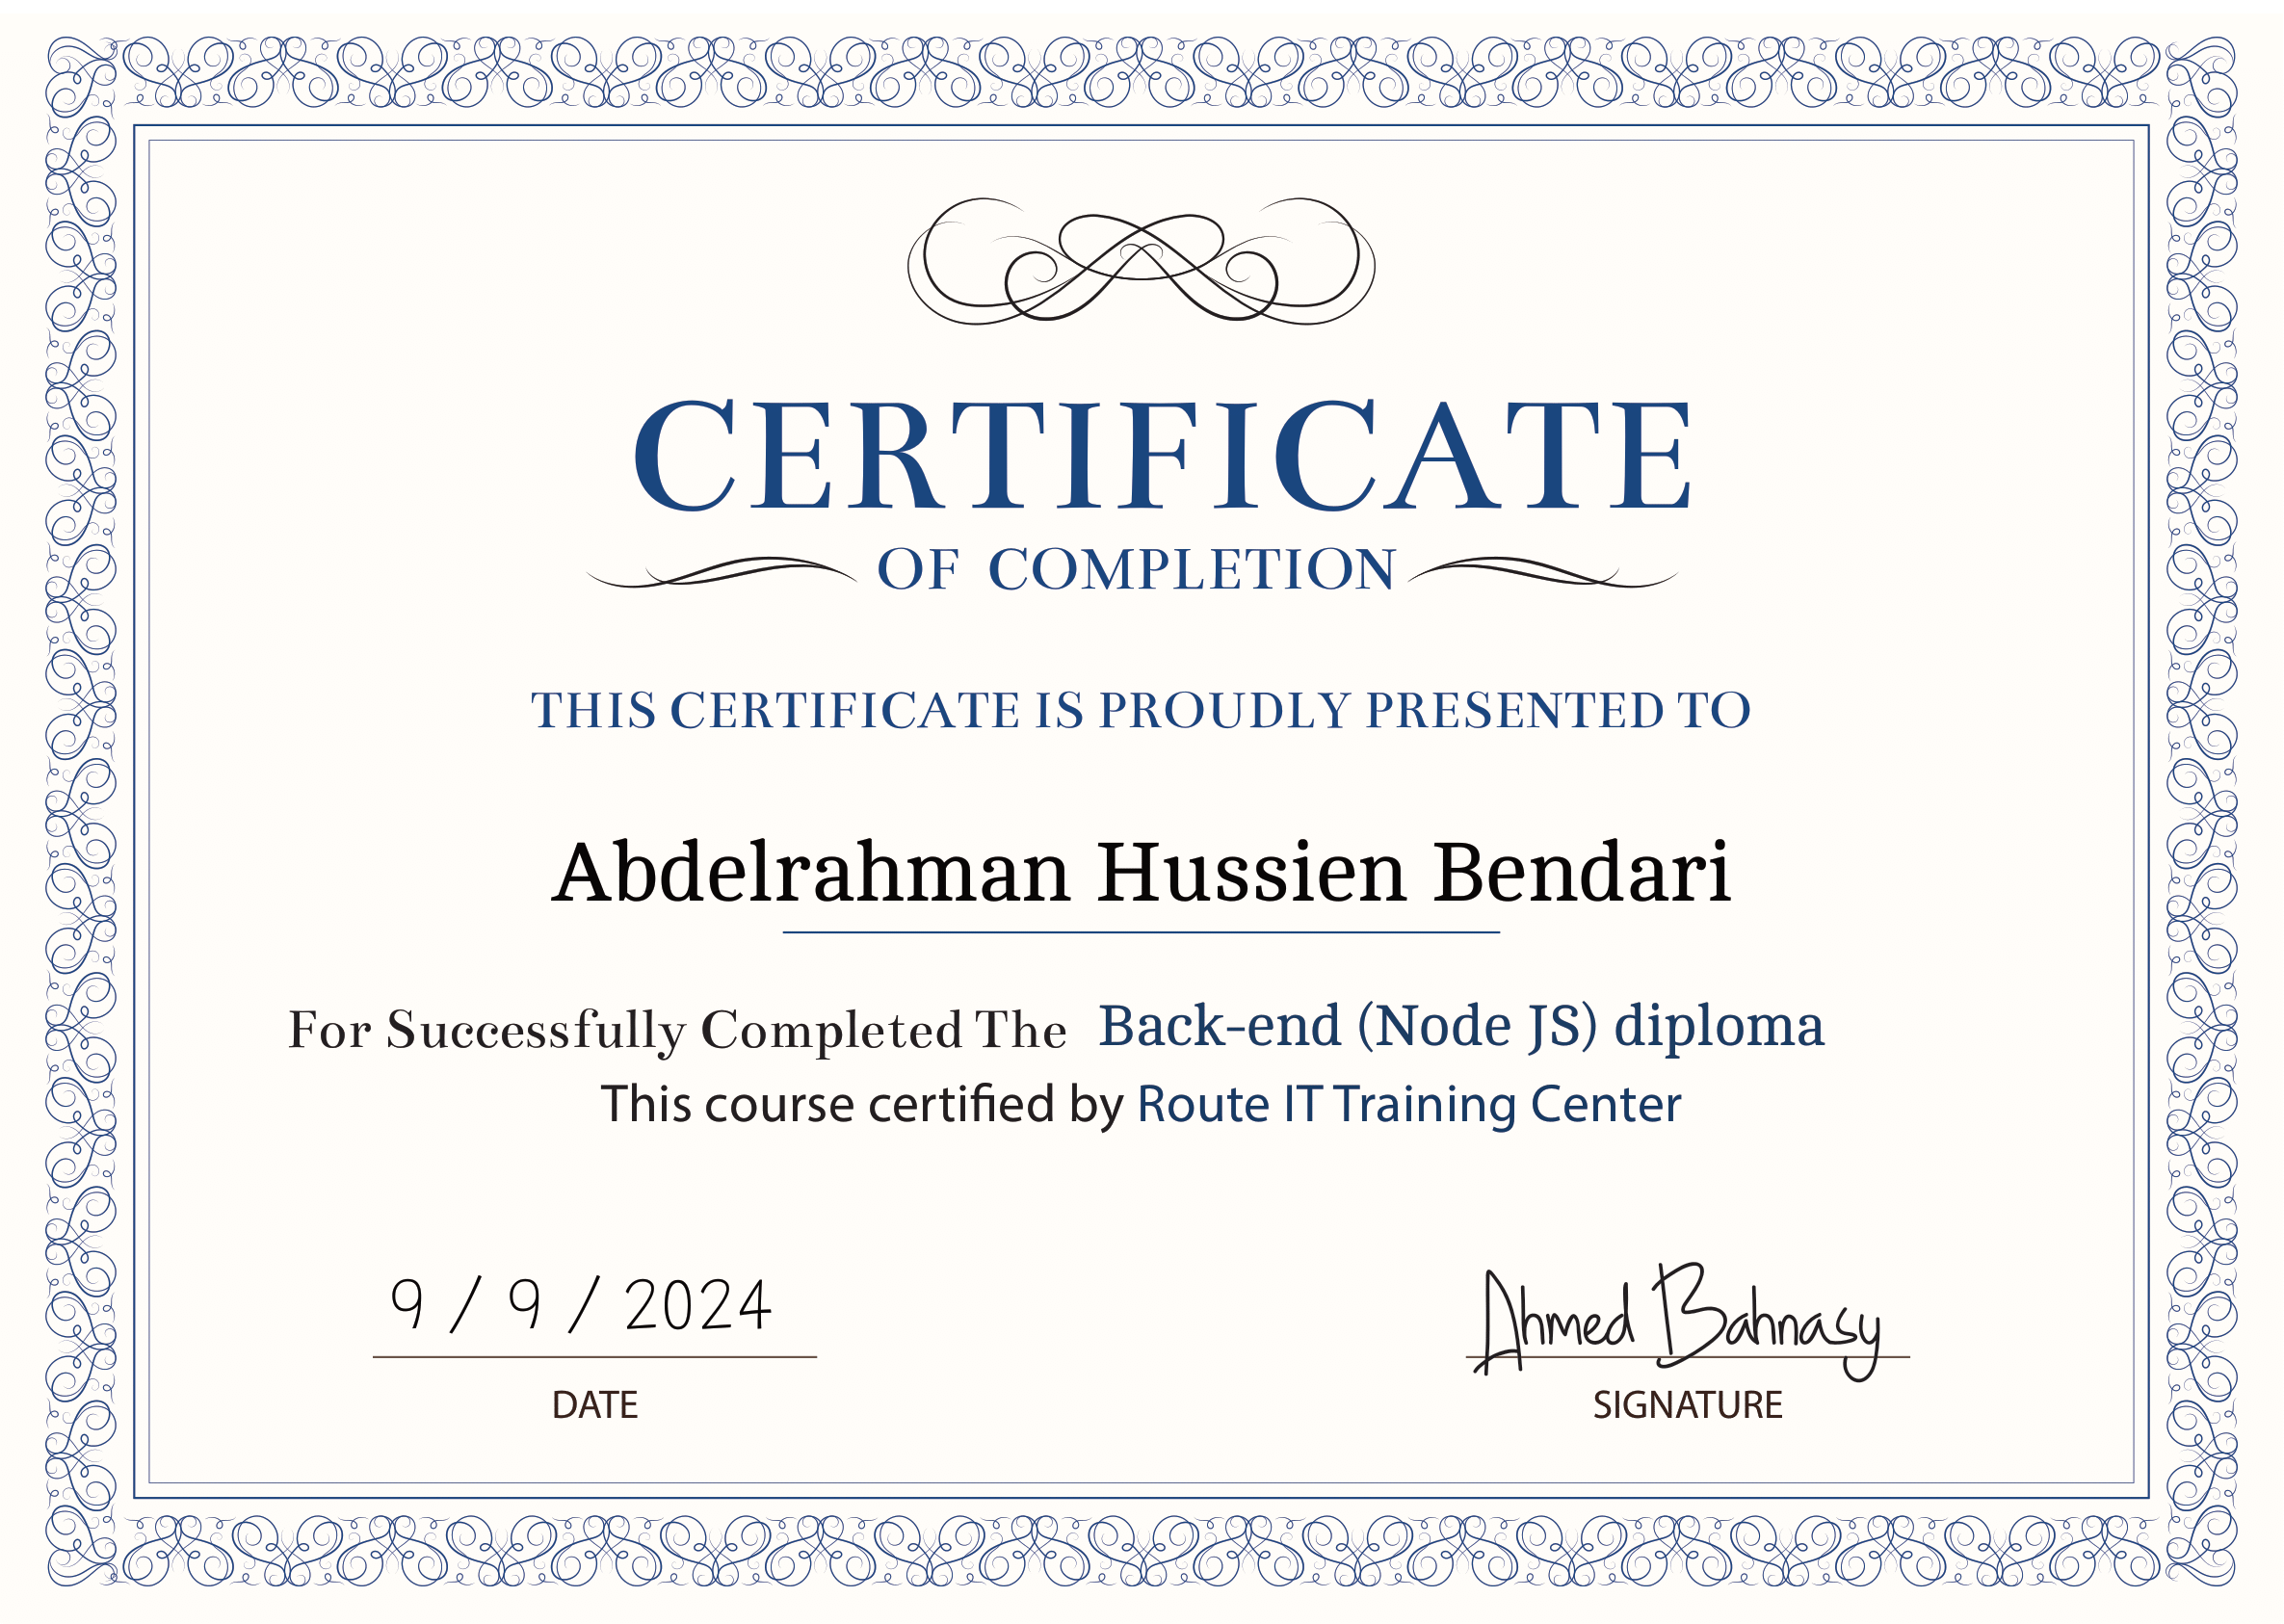 CERTIFICATE
OF COMPLETION
THIS CERTIFICATE IS PROUDLY PRESENTED TO
Abdelrahman Hussien Bendari
For Successfully Completed The Back-end (Node JS) diploma
This course certified by Route IT Training Center
9 / 9 / 2024
Ahmed Bahnasy
DATE
SIGNATURE